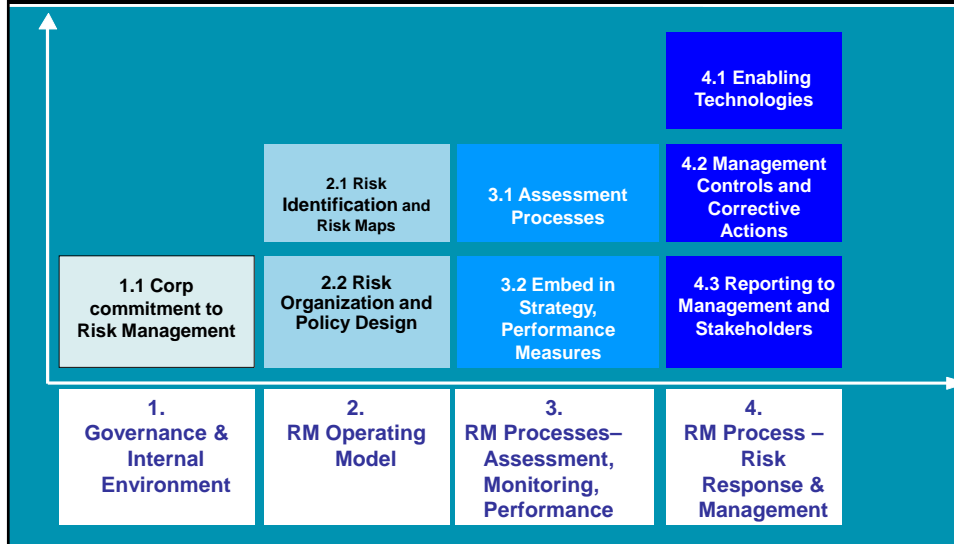 4.1 Enabling
Technologies
2.1 Risk
Identification and
Risk Maps
3.1 Assessment
Processes
4.2 Management
Controls and
Corrective
Actions
1.1 Corp
commitment to
Risk Management
2.2 Risk
Organization and
Policy Design
3.2 Embed in
Strategy,
Performance
Measures
4.3 Reporting to
Management and
Stakeholders
1.
Governance &
Internal
Environment
2.
RM Operating
Model
3.
RM Processes–
Assessment,
Monitoring,
Performance
4.
RM Process –
Risk
Response &
Management